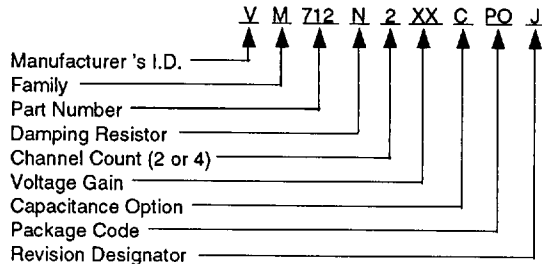 V M 712 N 2 XX C PO J
Manufacturer 's I.D.
Family
Part Number
Damping Resistor
Channel Count (2 or 4)
Voltage Gain
Capacitance Option
Package Code
Revision Designator